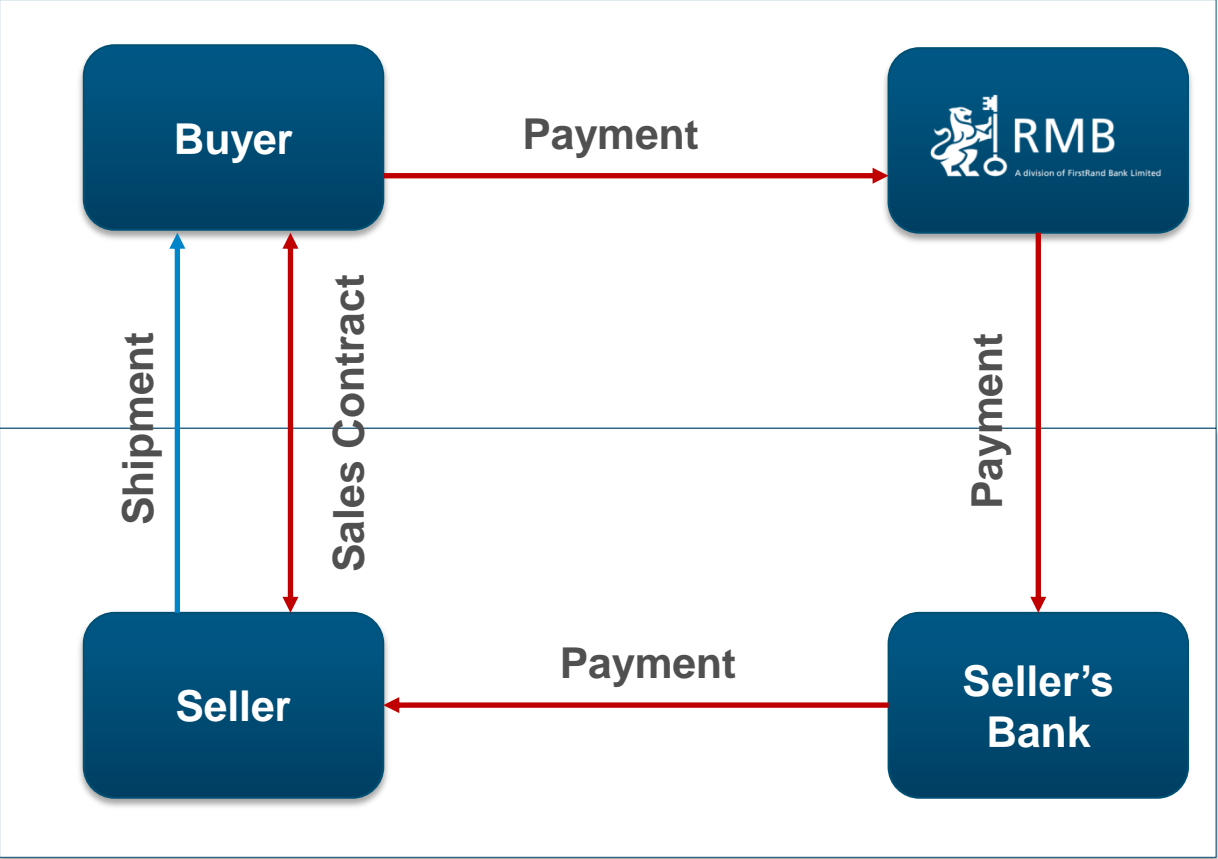 Buyer
Payment
RMB
A division of FirstRand Bank Limited
Shipment
Sales Contract
Payment
Seller
Payment
Seller’s
Bank